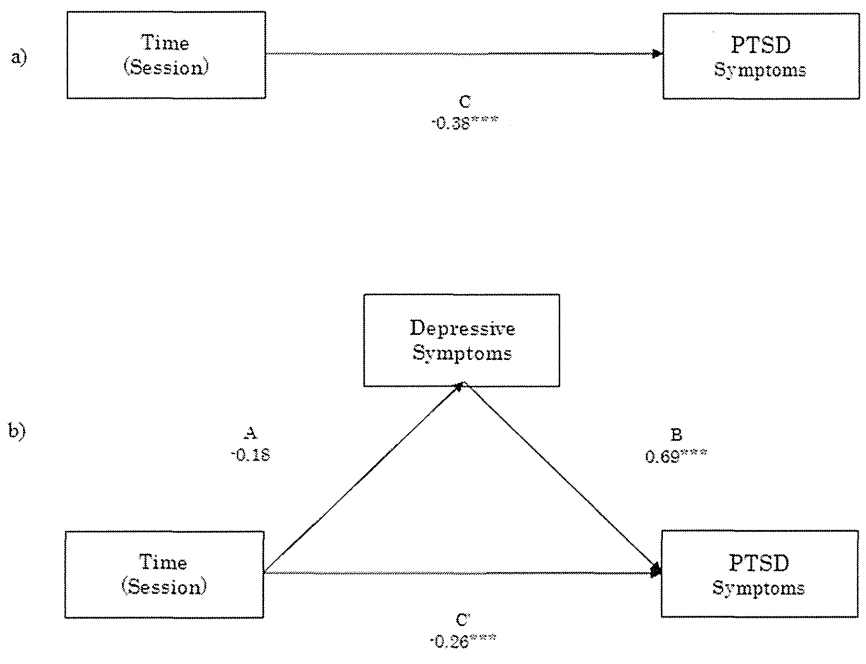 a)
Time
(Session)
PTSD
Symptoms
C
-0.38***
Depressive
Symptoms
b)
A
-0.18
B
0.69***
Time
(Session)
PTSD
Symptoms
C'
-0.26***